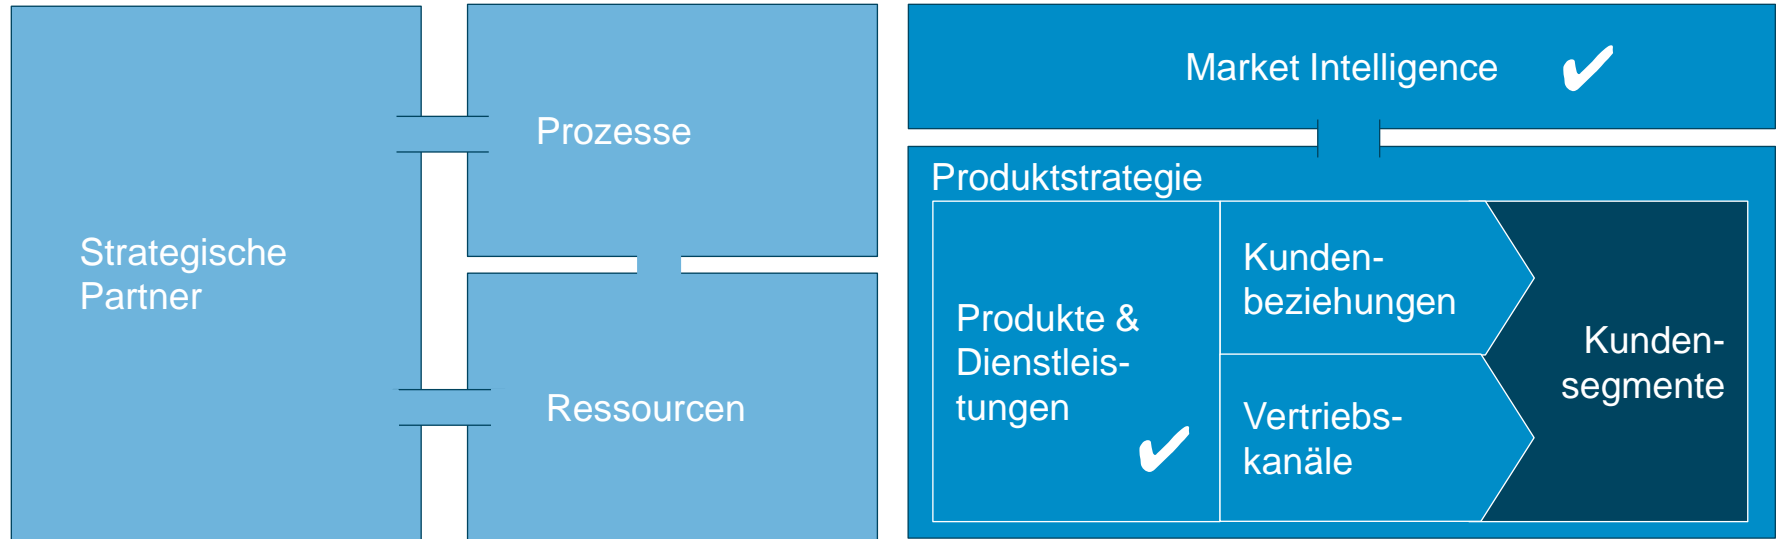 Strategische
Partner
Prozesse
Ressourcen
Market Intelligence ✔
Produktstrategie
Produkte &
Dienstleis-
tungen
✔
Kunden-
beziehungen
Vertriebs-
kanäle
Kunden-
segmente